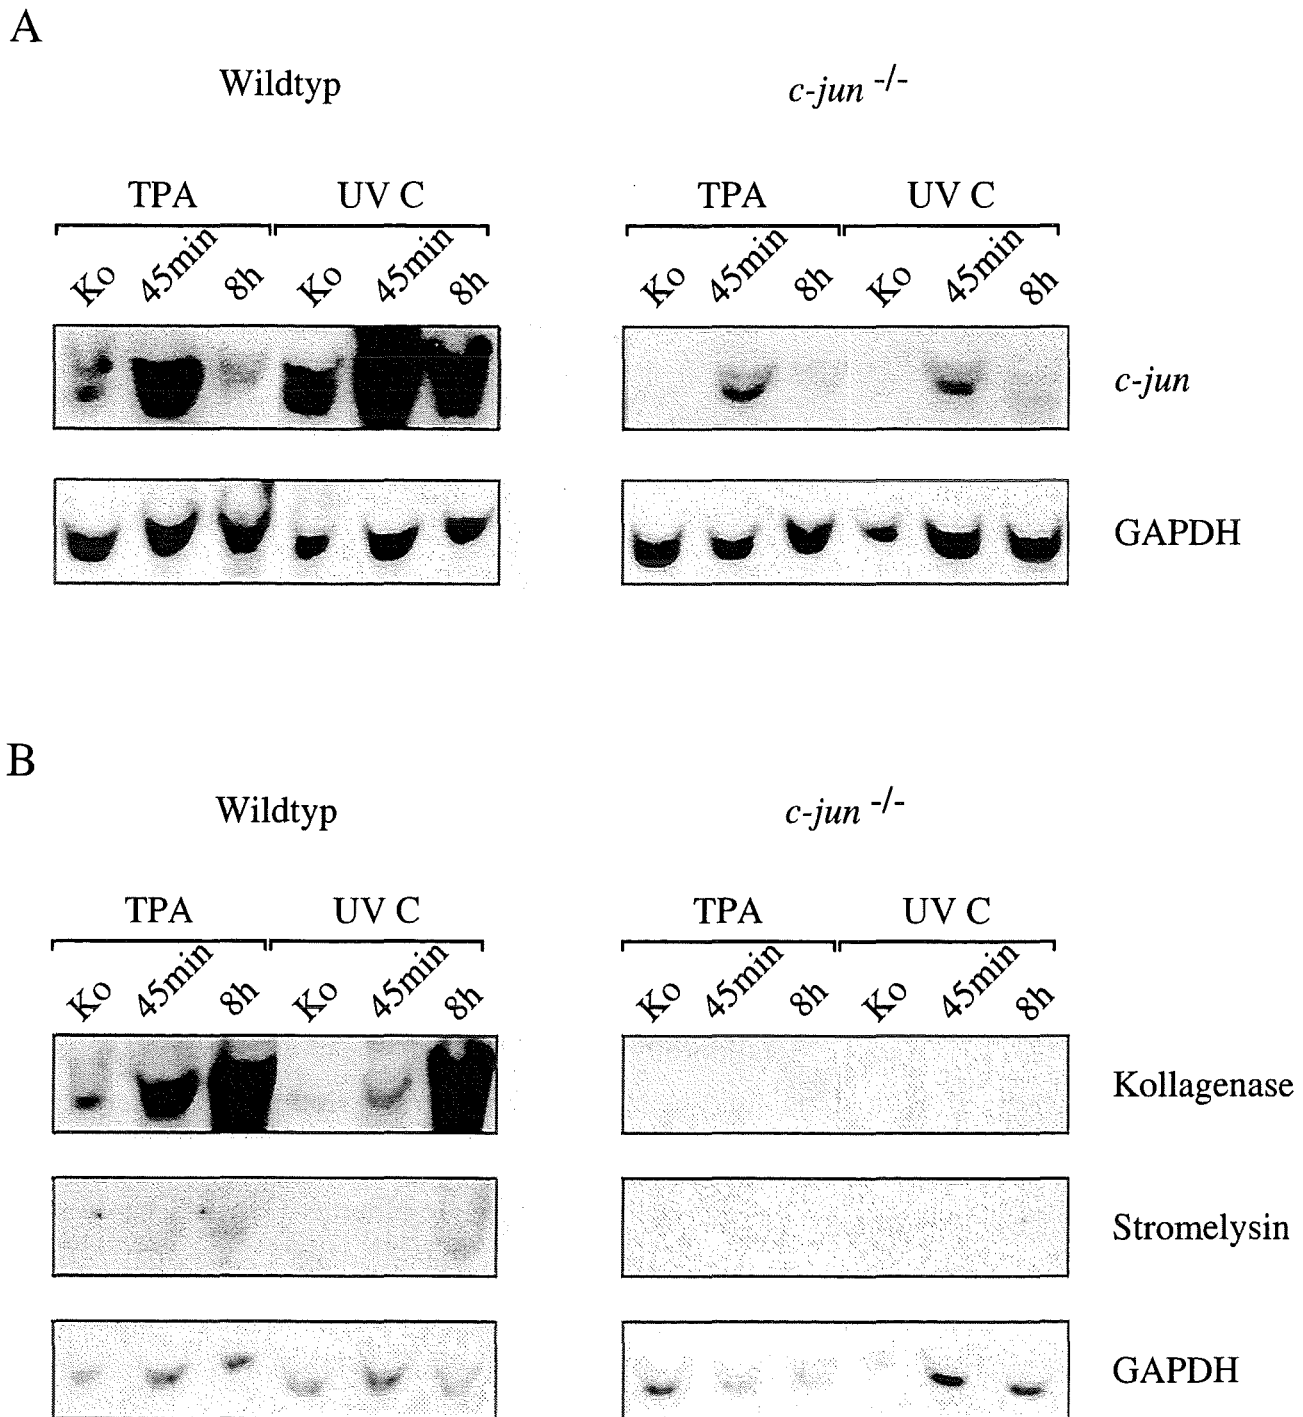 A
Wildtyp c-jun -/-
TPA UV C TPA UV C
Ko 45min 8h Ko 45min 8h Ko 45min 8h Ko 45min 8h
c-jun
GAPDH
B
Wildtyp c-jun -/-
TPA UV C TPA UV C
Ko 45min 8h Ko 45min 8h Ko 45min 8h Ko 45min 8h
Kollagenase
Stromelysin
GAPDH